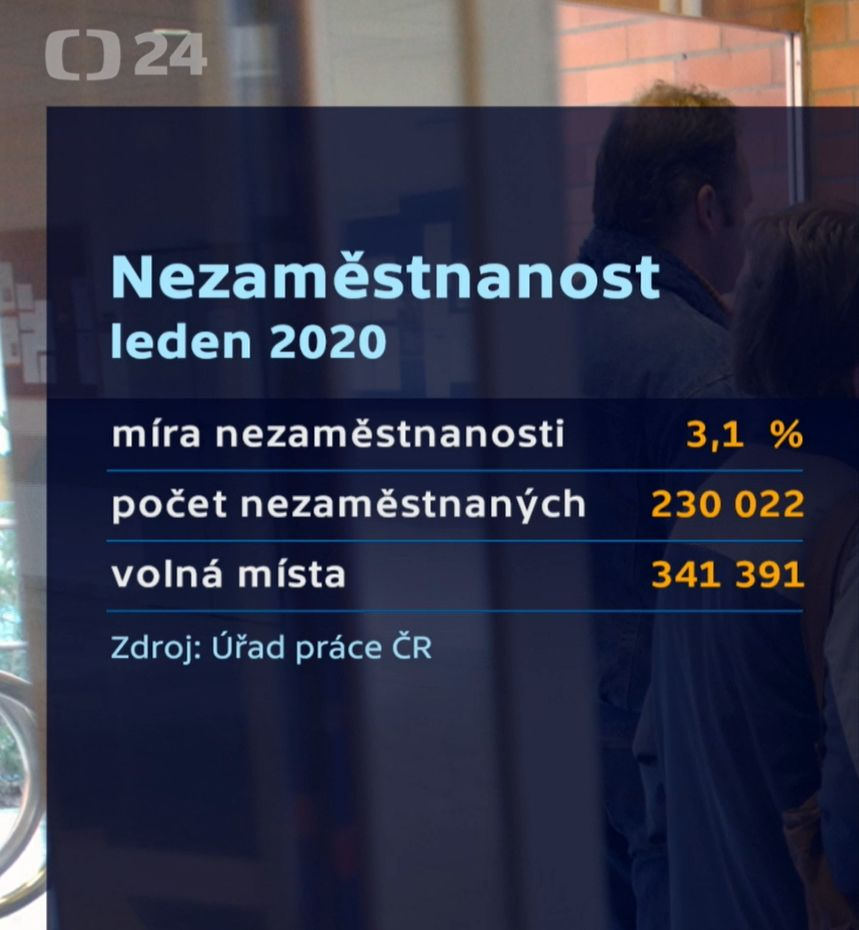 24
Nezaměstnanost
leden 2020
míra nezaměstnanosti 3,1 %
počet nezaměstnaných 230 022
volná místa 341 391
Zdroj: Úřad práce ČR